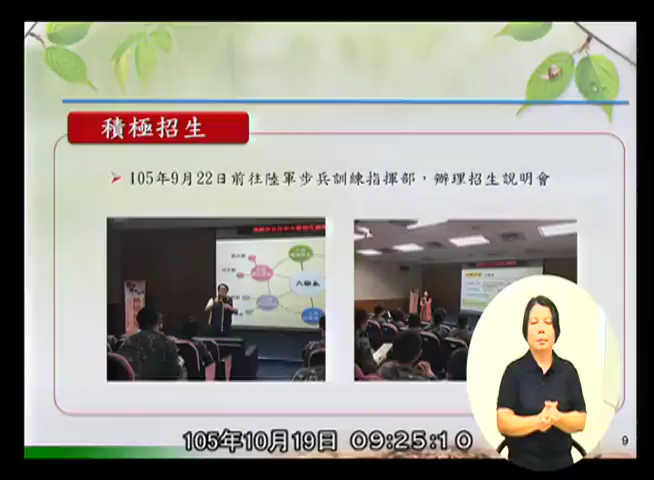 積極招生
105年9月22日前往陸軍步兵訓練指揮部，辦理招生說明會
大學系
105年10月19日 09:25:10
9